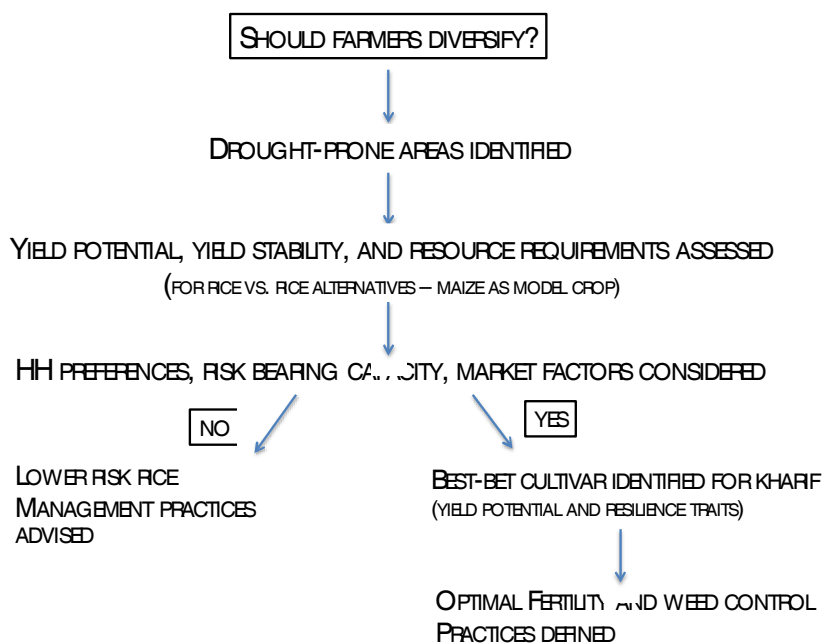 SHOULD FARMERS DIVERSIFY?
DROUGHT-PRONE AREAS IDENTIFIED
YIELD POTENTIAL, YIELD STABILITY, AND RESOURCE REQUIREMENTS ASSESSED
(FOR RICE VS. RICE ALTERNATIVES – MAIZE AS MODEL CROP)
HH PREFERENCES, RISK BEARING CAPACITY, MARKET FACTORS CONSIDERED
NO
YES
LOWER RISK RICE
MANAGEMENT PRACTICES
ADVISED
BEST-BET CULTIVAR IDENTIFIED FOR KHARIF
(YIELD POTENTIAL AND RESILIENCE TRAITS)
OPTIMAL FERTILITY AND WEED CONTROL
PRACTICES DEFINED